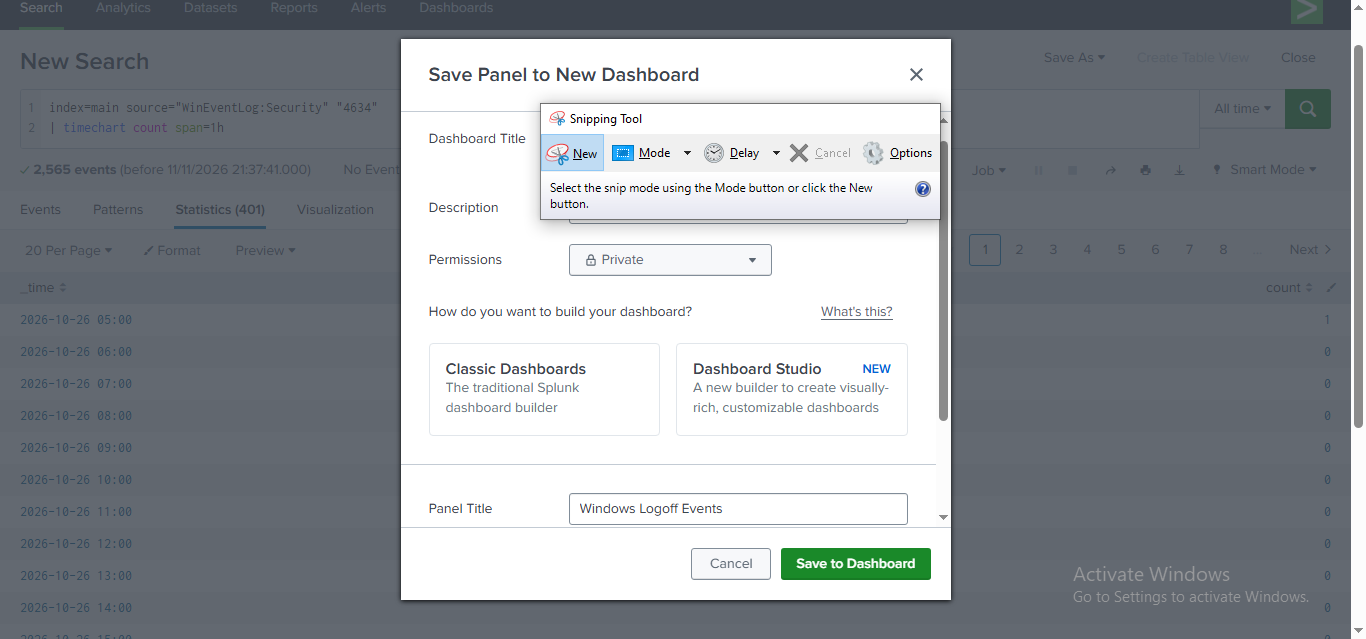 Search Analytics Datasets Reports Alerts Dashboards
New Search
Save As Create Table View Close
1 index=main source="WinEventLog:Security" "4634"
2 | timechart count span=1h
All time
2,565 events (before 11/11/2026 21:37:41.000) No Event
Job Smart Mode
Events Patterns Statistics (401) Visualization
20 Per Page Format Preview
1 2 3 4 5 6 7 8 ... Next
_time count
2026-10-26 05:00 1
2026-10-26 06:00 0
2026-10-26 07:00 0
2026-10-26 08:00 0
2026-10-26 09:00 0
2026-10-26 10:00 0
2026-10-26 11:00 0
2026-10-26 12:00 0
2026-10-26 13:00 0
2026-10-26 14:00 0
2026-10-26 15:00 0
Save Panel to New Dashboard
Dashboard Title
Snipping Tool
New Mode Delay Cancel Options
Select the snip mode using the Mode button or click the New
button.
Description
Permissions Private
How do you want to build your dashboard? What's this?
Classic Dashboards
The traditional Splunk
dashboard builder
Dashboard Studio NEW
A new builder to create visually-
rich, customizable dashboards
Panel Title Windows Logoff Events
Cancel Save to Dashboard
Activate Windows
Go to Settings to activate Windows.